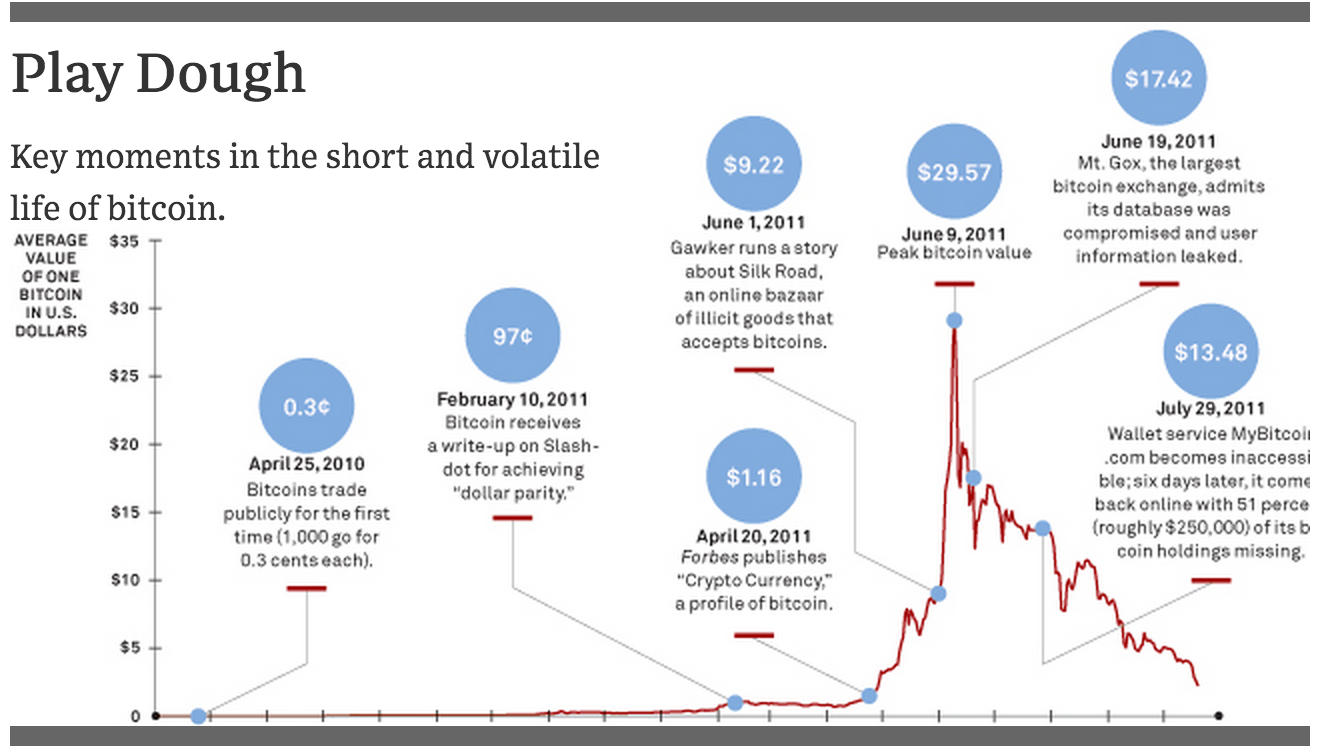 Play Dough
Key moments in the short and volatile
life of bitcoin.
AVERAGE
VALUE
OF ONE
BITCOIN
IN U.S.
DOLLARS
$35
$30
$25
$20
$15
$10
$5
0
0.3¢
April 25, 2010
Bitcoins trade
publicly for the first
time (1,000 go for
0.3 cents each).
97¢
February 10, 2011
Bitcoin receives
a write-up on Slash-
dot for achieving
“dollar parity.”
$9.22
June 1, 2011
Gawker runs a story
about Silk Road,
an online bazaar
of illicit goods that
accepts bitcoins.
$1.16
April 20, 2011
Forbes publishes
“Crypto Currency,”
a profile of bitcoin.
$29.57
June 9, 2011
Peak bitcoin value
$17.42
June 19, 2011
Mt. Gox, the largest
bitcoin exchange, admits
its database was
compromised and user
information leaked.
$13.48
July 29, 2011
Wallet service MyBitcoin
.com becomes inaccessi
ble; six days later, it come
back online with 51 perce
(roughly $250,000) of its b
coin holdings missing.